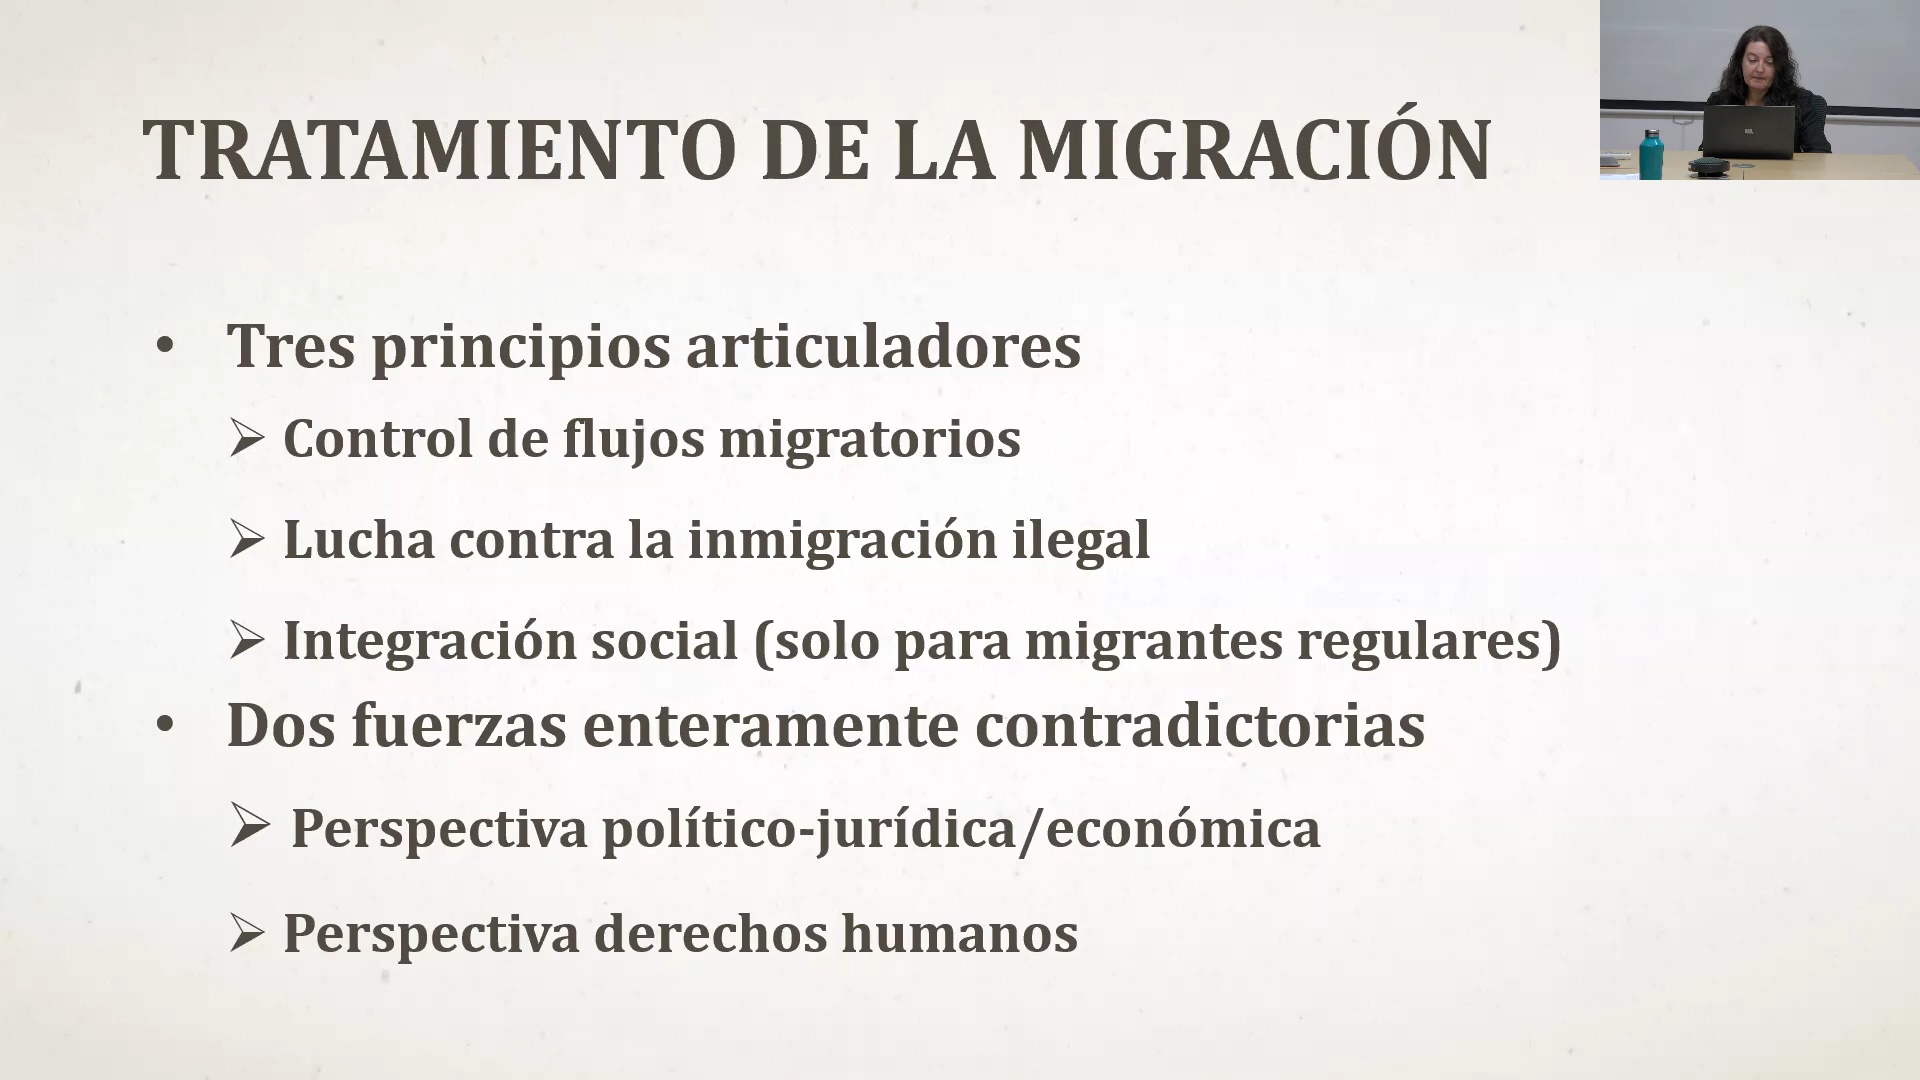 TRATAMIENTO DE LA MIGRACIÓN
• Tres principios articuladores
➢ Control de flujos migratorios
➢ Lucha contra la inmigración ilegal
➢ Integración social (solo para migrantes regulares)
• Dos fuerzas enteramente contradictorias
➢ Perspectiva político-jurídica/económica
➢ Perspectiva derechos humanos